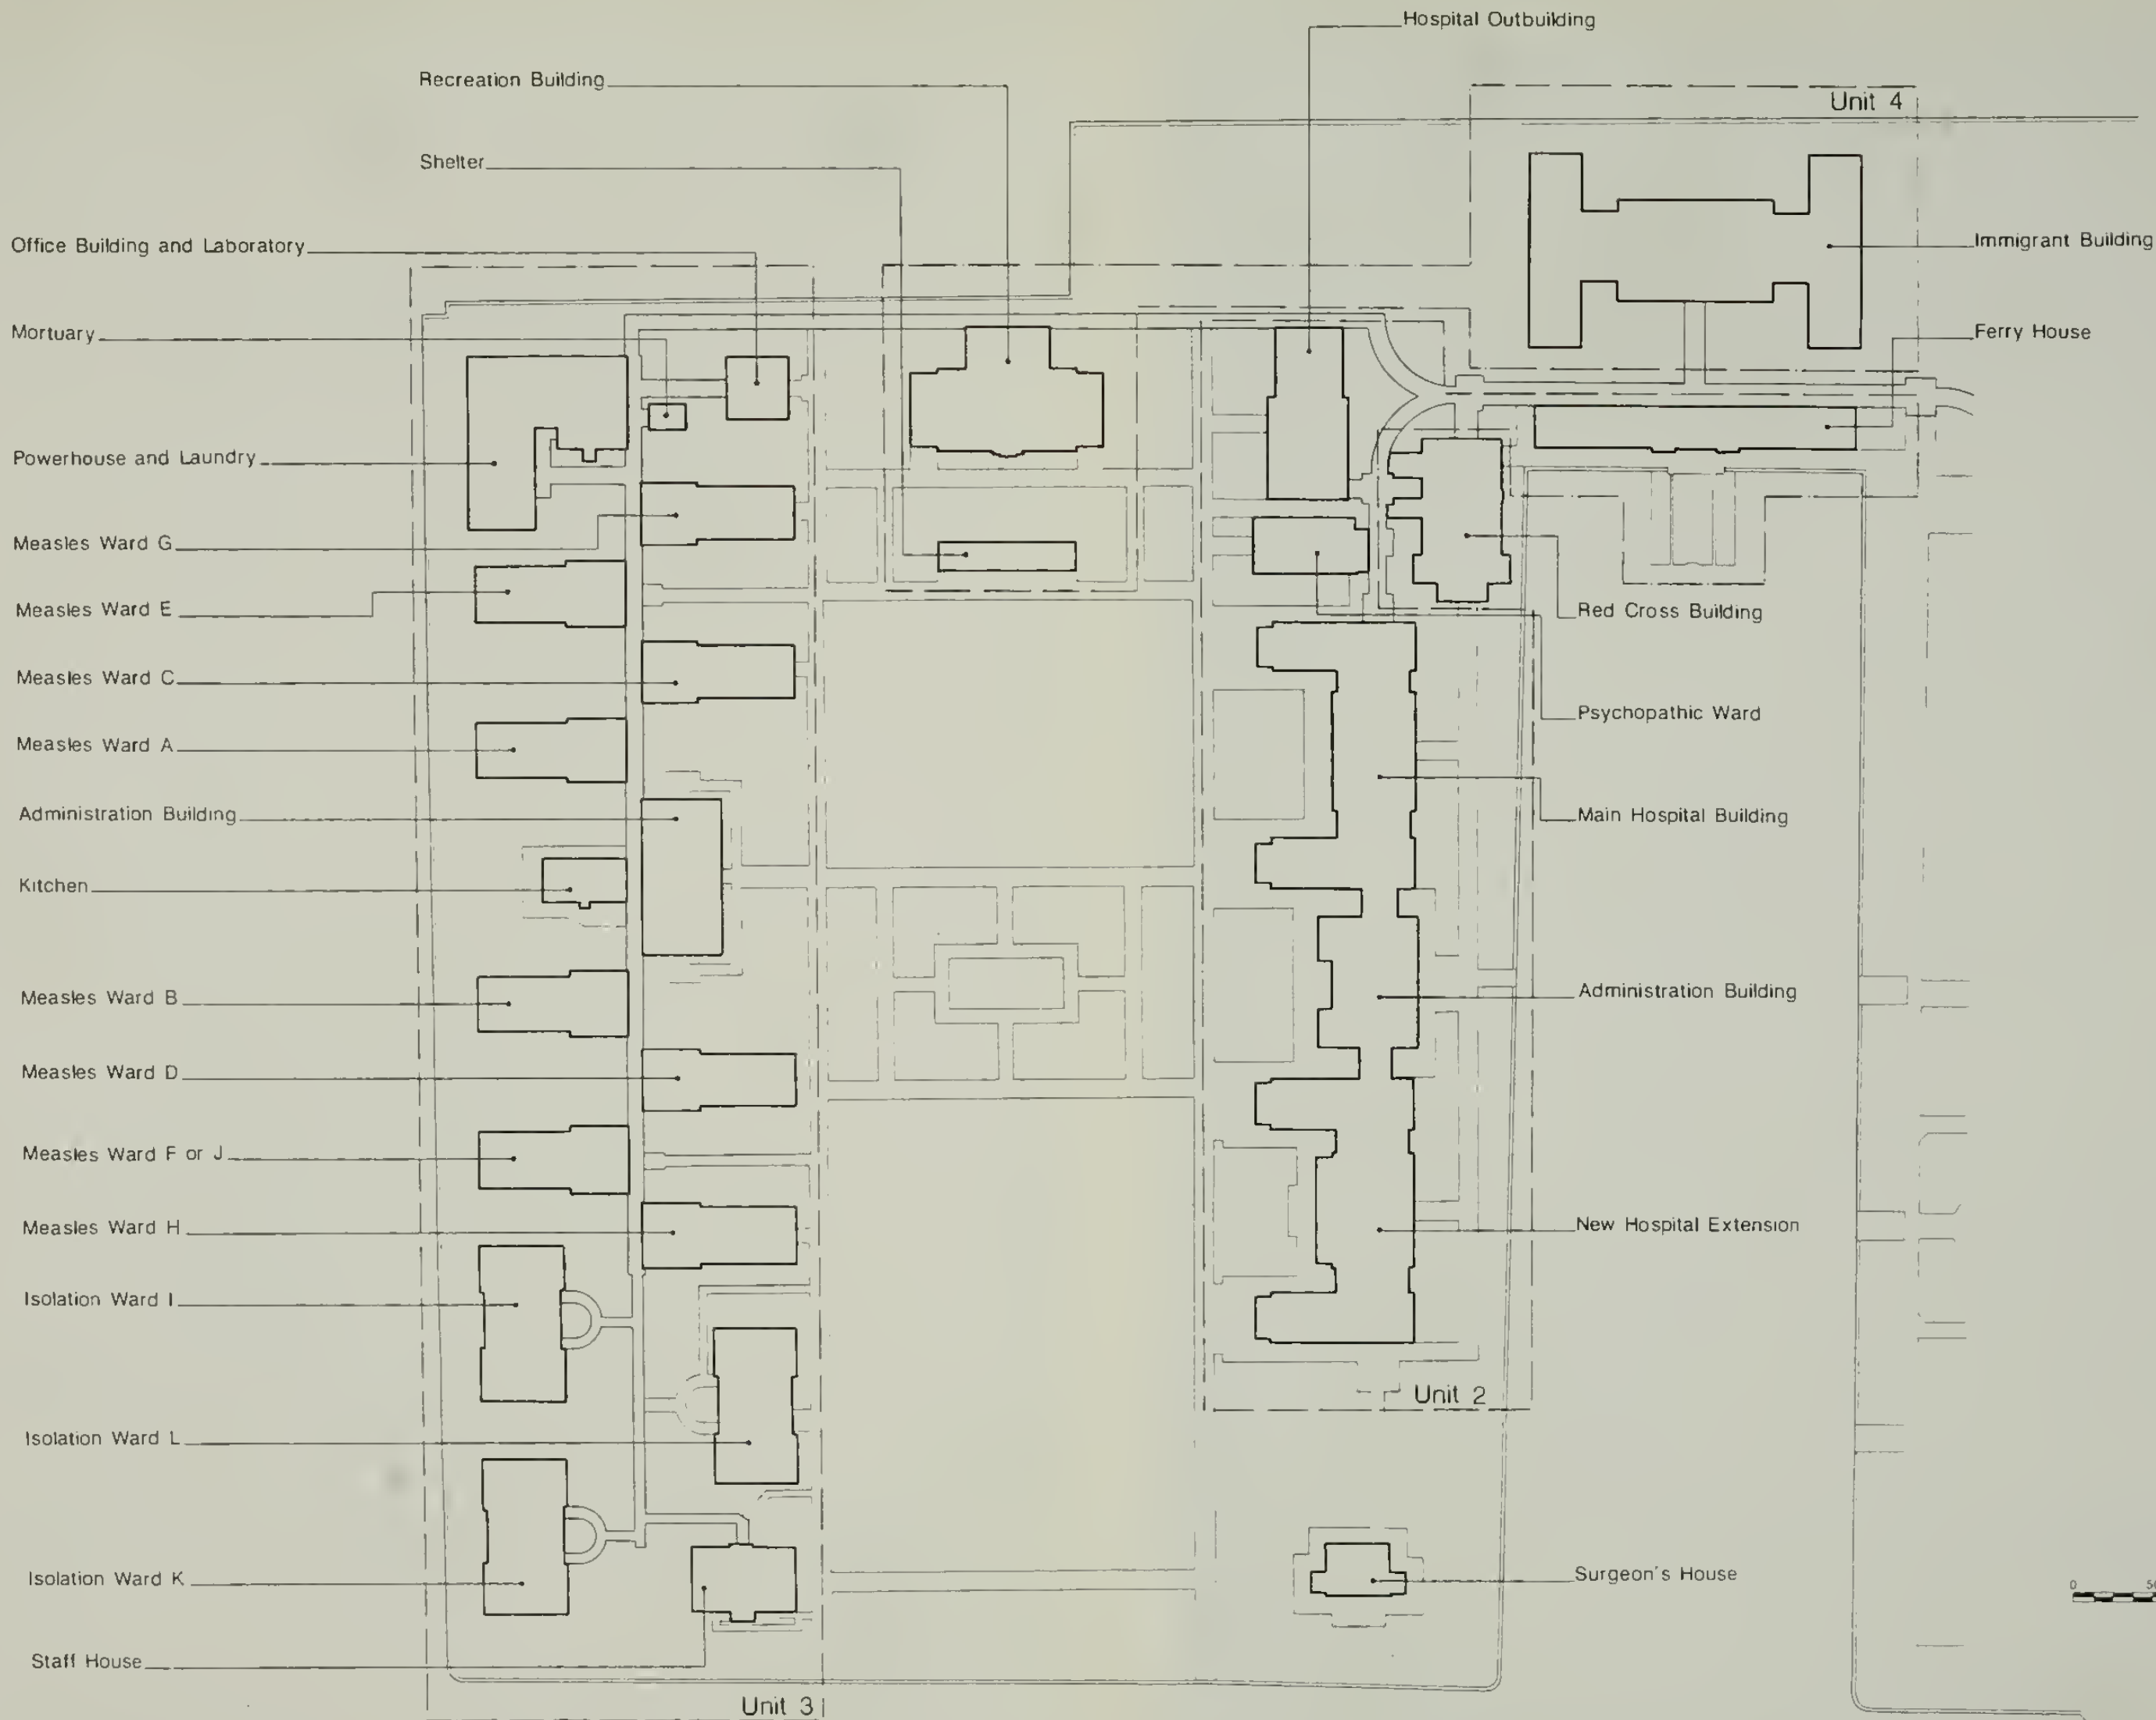 Hospital Outbuilding
Recreation Building
Unit 4
Shelter
Office Building and Laboratory
Immigrant Building
Mortuary
Ferry House
Powerhouse and Laundry
Measles Ward G
Measles Ward E
Red Cross Building
Measles Ward C
Psychopathic Ward
Measles Ward A
Administration Building
Main Hospital Building
Kitchen
Measles Ward B
Administration Building
Measles Ward D
Measles Ward F or J
Measles Ward H
New Hospital Extension
Isolation Ward I
Unit 2
Isolation Ward L
Isolation Ward K
Surgeon's House
0
Staff House
Unit 3